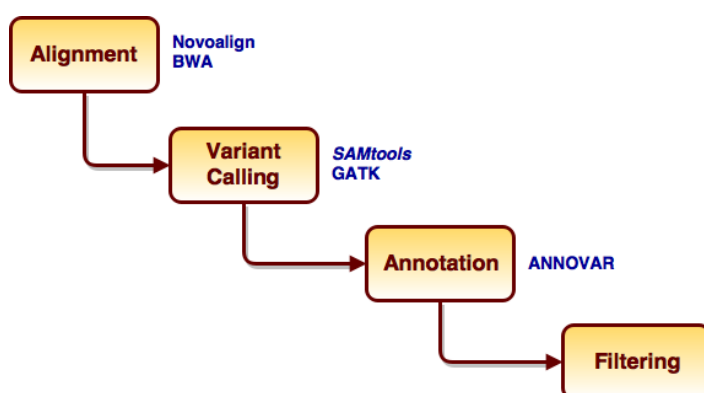 Alignment
Novoalign
BWA
Variant
Calling
SAMtools
GATK
Annotation
ANNOVAR
Filtering